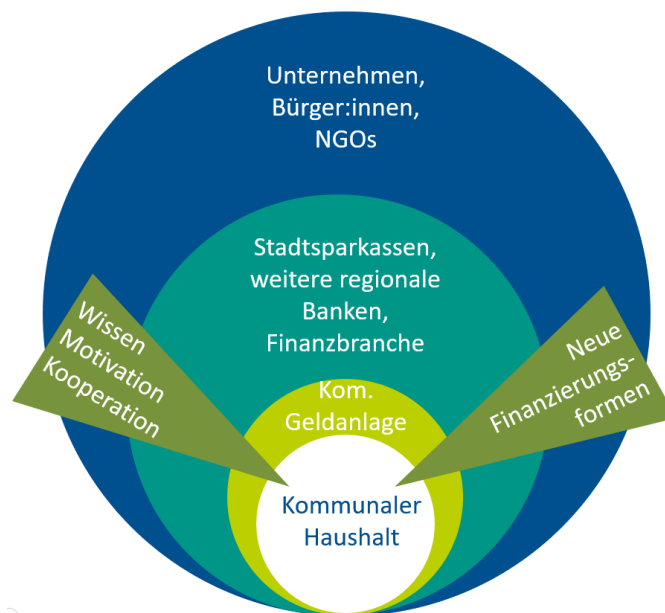 Unternehmen,
Bürger:innen,
NGOs
Stadtsparkassen,
weitere regionale
Banken,
Finanzbranche
Wissen
Motivation
Kooperation
Neue
Finanzierungs-
formen
Kom.
Geldanlage
Kommunaler
Haushalt